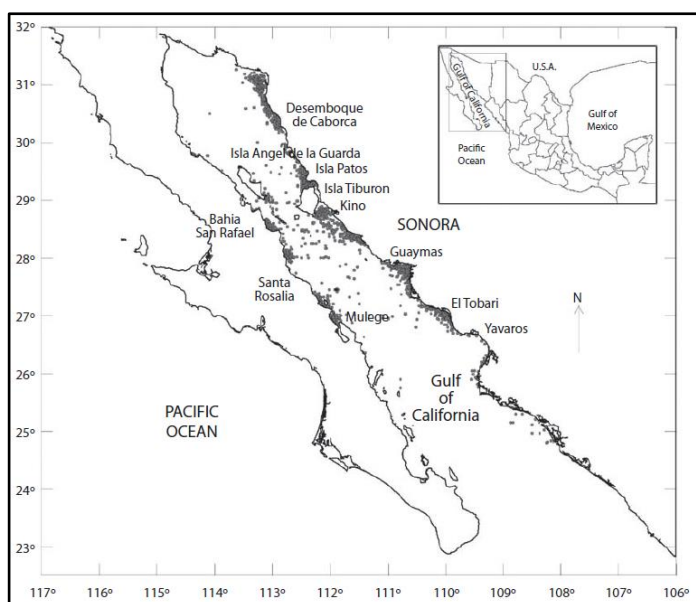 32°
31°
30°
29°
28°
27°
26°
25°
24°
23°
117°
116°
115°
114°
113°
112°
111°
110°
109°
108°
107°
106°
Desemboque
de Caborca
Isla Angel de la Guarda
Isla Patos
Isla Tiburon
Kino
SONORA
Bahia
San Rafael
Guaymas
Santa
Rosalia
El Tobari
Mulege
Yavaros
N
Gulf
of
California
PACIFIC
OCEAN
U.S.A.
Gulf of California
Gulf of
Mexico
Pacific
Ocean